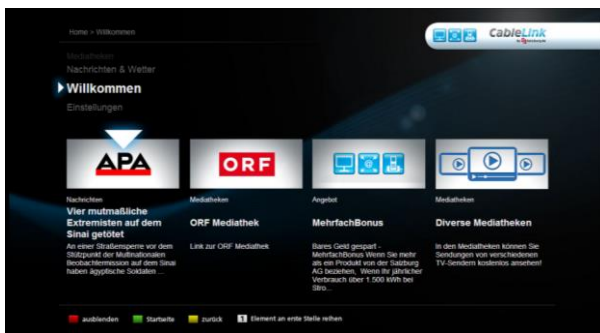 Home > Willkommen
CableLink
Mediatheken
Nachrichten & Wetter
Willkommen
Einstellungen
APA
ORF
Nachrichten
Vier mutmaßliche
Extremisten auf dem
Sinai getötet
An einer Straßensperre vor dem
Stützpunkt der Multinationalen
Beobachtermission auf dem Sinai
haben ägyptische Soldaten ...
Mediatheken
ORF Mediathek
Link zur ORF Mediathek
Angebot
MehrfachBonus
Bares Geld gespart -
MehrfachBonus Wenn Sie mehr
als ein Produkt von der Salzburg
AG beziehen, Wenn Ihr jährlicher
Verbrauch über 1.500 kWh bei
Stro...
Mediatheken
Diverse Mediatheken
In den Mediatheken können Sie
Sendungen von verschiedenen
TV-Sendern kostenlos ansehen!
ausblenden Startseite zurück 1 Element an erste Stelle reihen